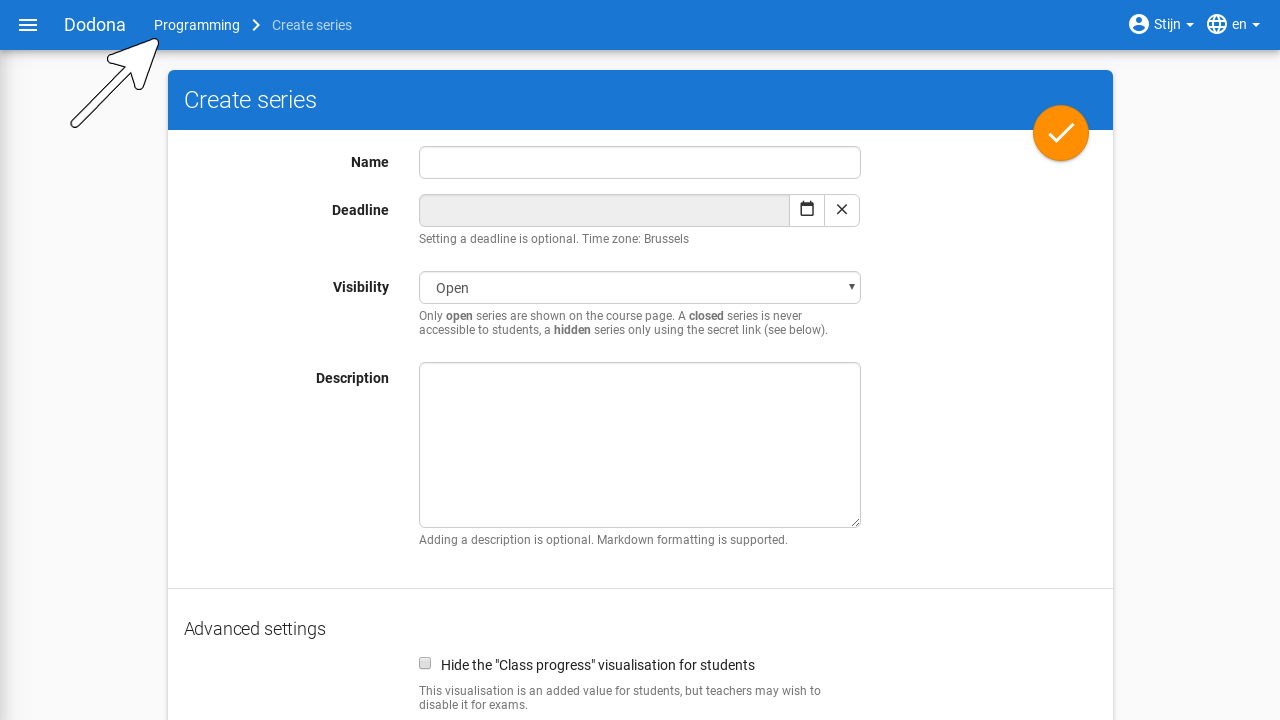 Dodona Programming Create series Stijn en
Create series
Name
Deadline
Setting a deadline is optional. Time zone: Brussels
Visibility Open
Only open series are shown on the course page. A closed series is never
accessible to students, a hidden series only using the secret link (see below).
Description
Adding a description is optional. Markdown formatting is supported.
Advanced settings
Hide the "Class progress" visualisation for students
This visualisation is an added value for students, but teachers may wish to
disable it for exams.